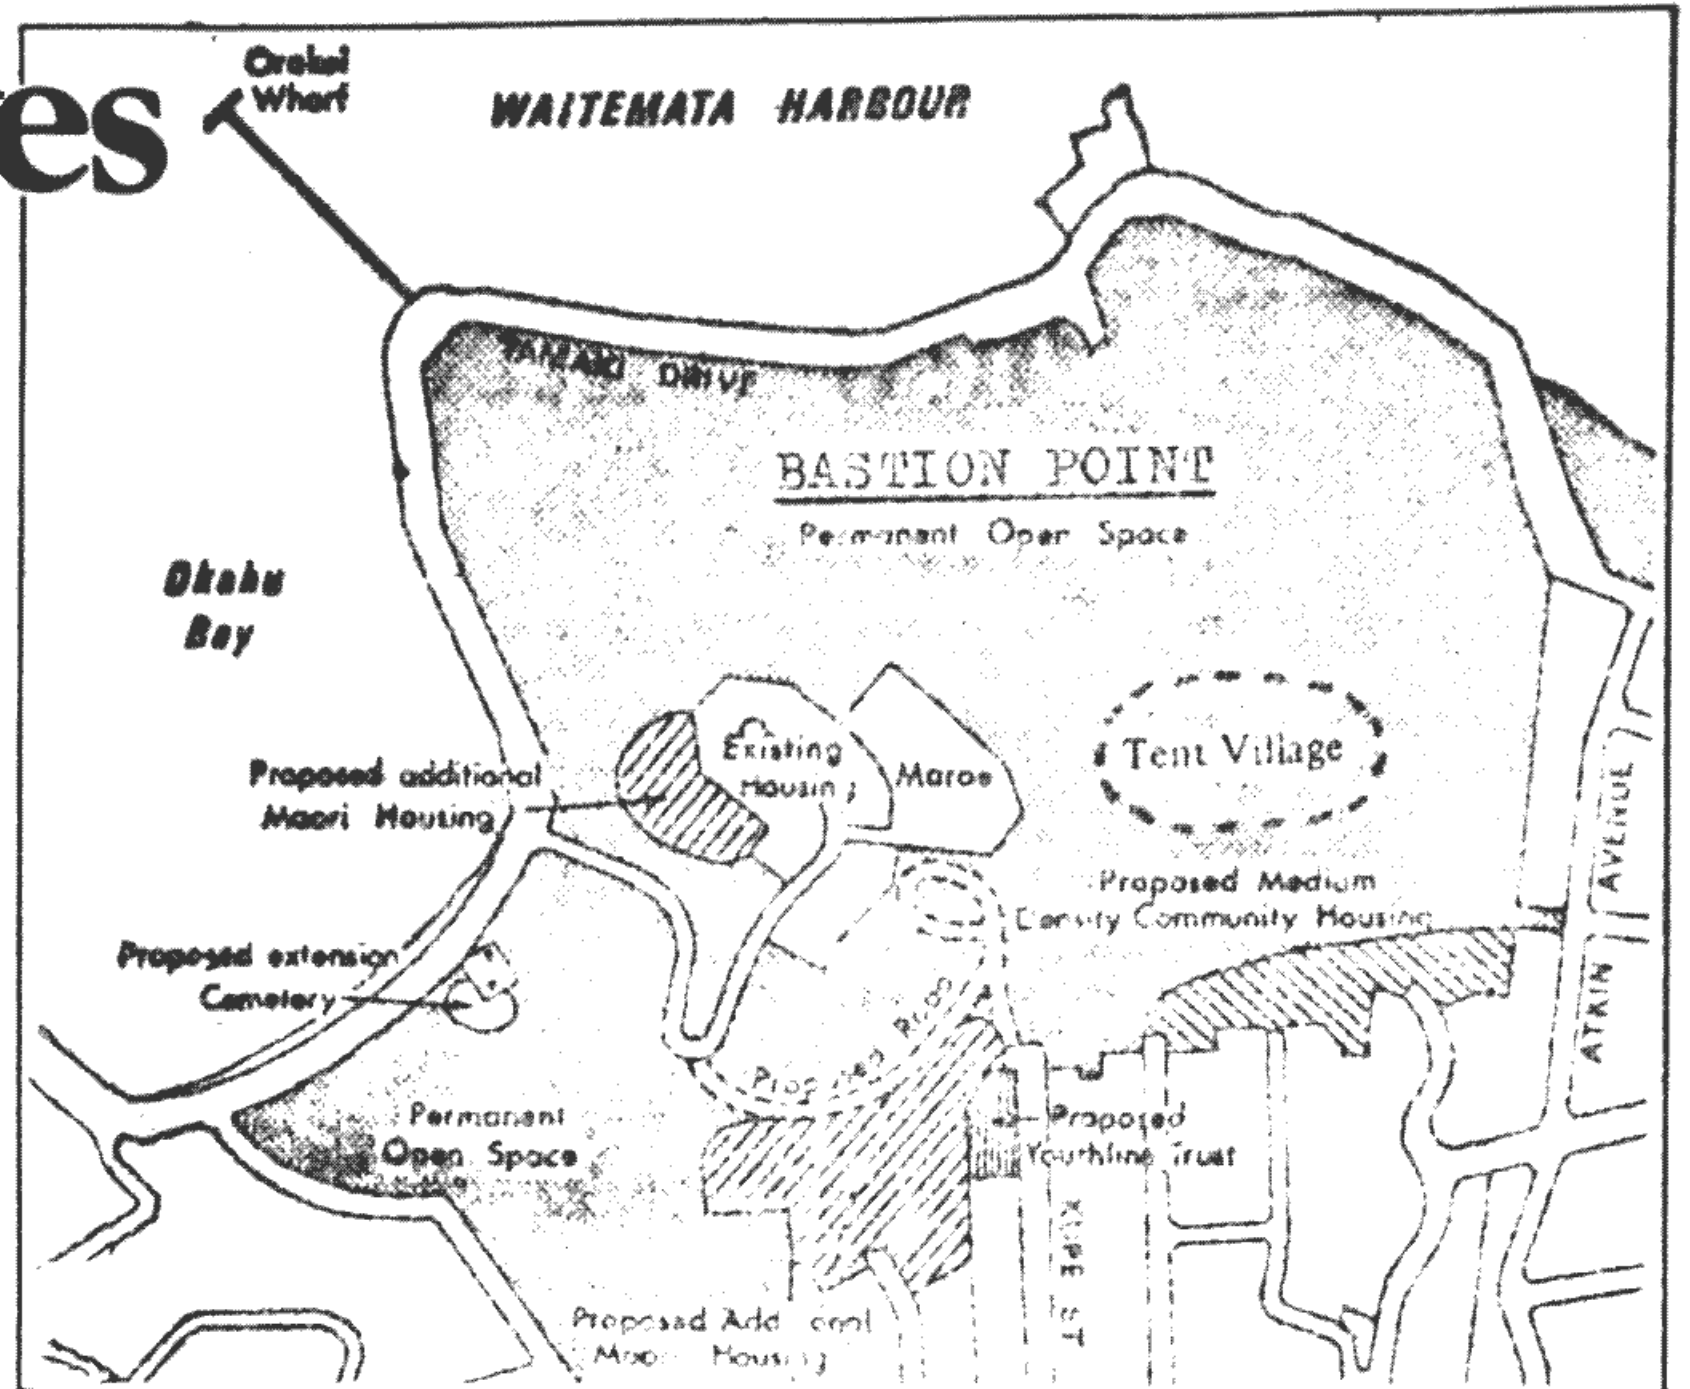 es
Orakei
Wharf
WAITEMATA HARBOUR
TAMAKI DRIVE
BASTION POINT
Permanent Open Space
Okahu
Bay
Existing
Housing
Marae
Tent Village
Proposed additional
Maori Housing
Proposed Medium
Density Community Housing
Proposed extension
Cemetery
Proposed Road
ATKIN AVENUE
Permanent
Open Space
Proposed
Youthline Trust
KUPE ST
Proposed Additional
Maori Housing